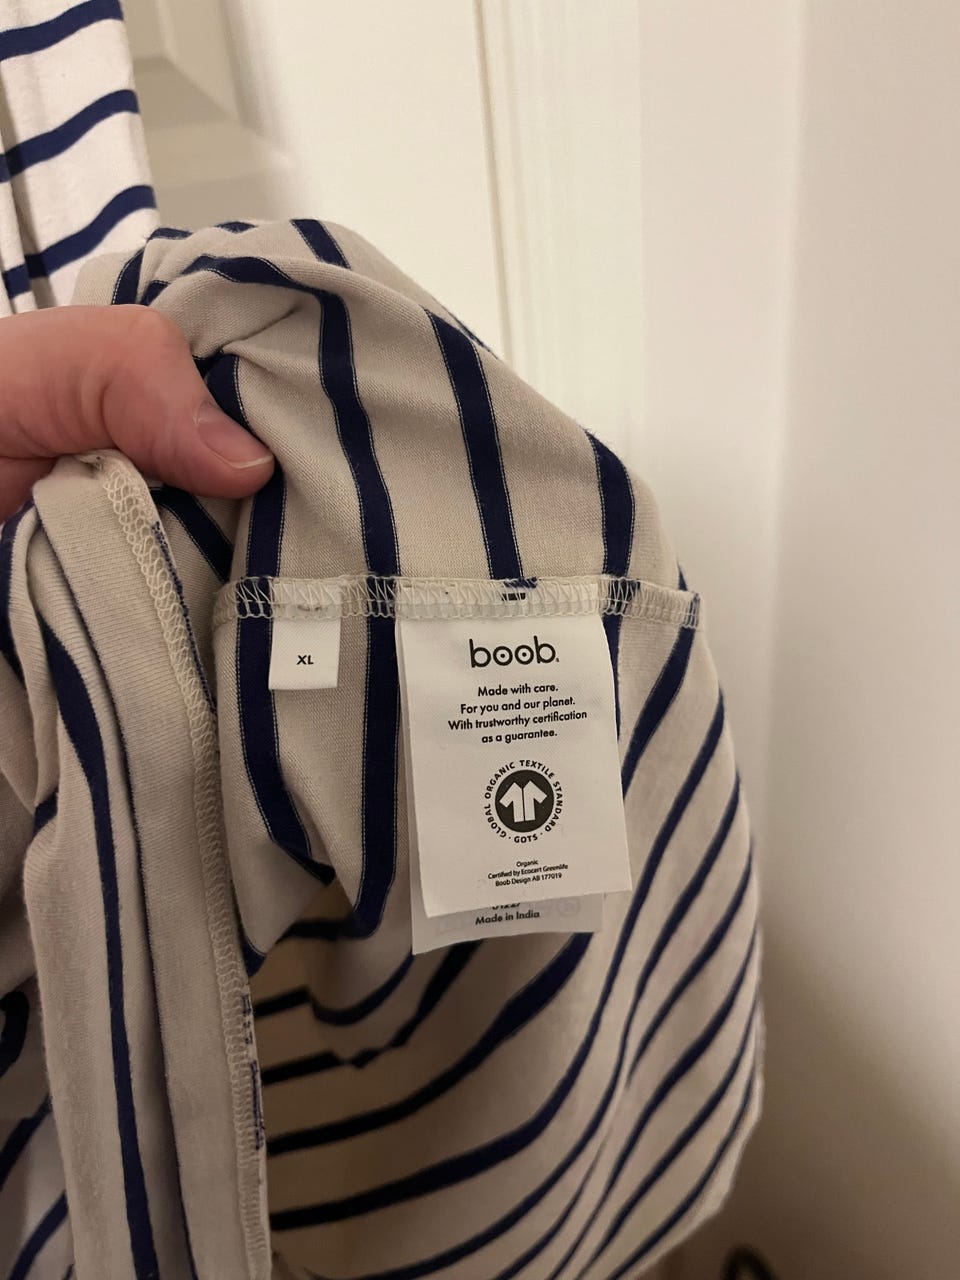 XL
boob.
Made with care.
For you and our planet.
With trustworthy certification
as a guarantee.
GLOBAL ORGANIC TEXTILE STANDARD · GOTS ·
Organic
Certified by Ecocert Greenlife
Boob Design AB 177019
Made in India